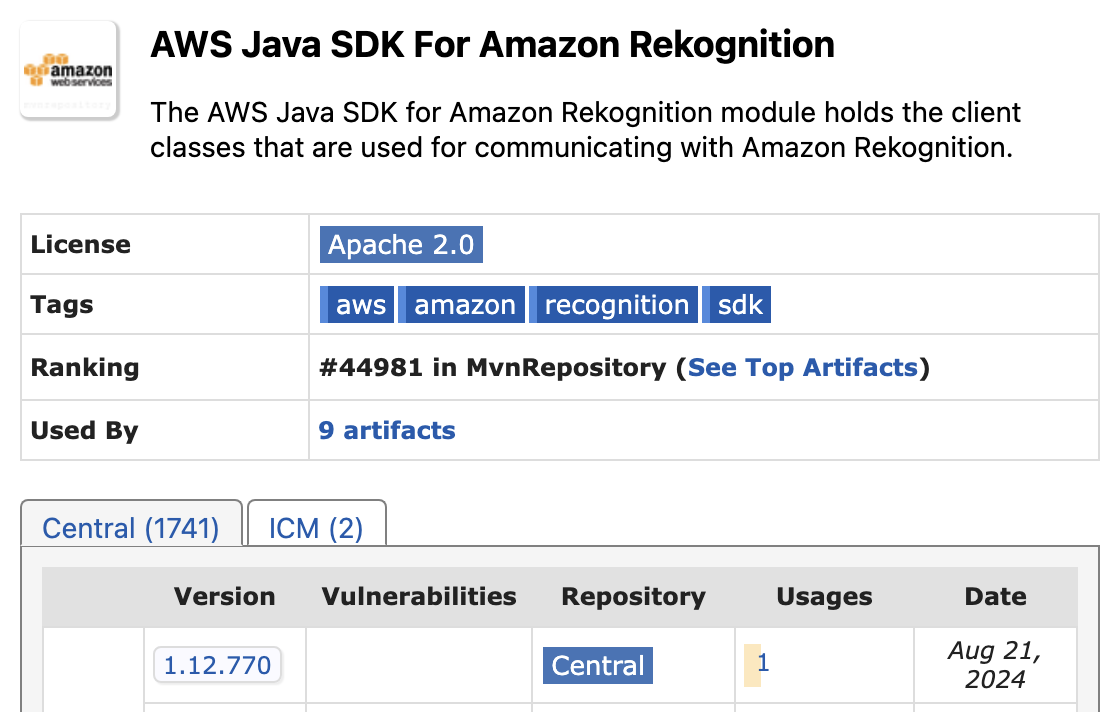 amazon
webservices
AWS Java SDK For Amazon Rekognition
The AWS Java SDK for Amazon Rekognition module holds the client
classes that are used for communicating with Amazon Rekognition.
License Apache 2.0
Tags aws amazon recognition sdk
Ranking #44981 in MvnRepository (See Top Artifacts)
Used By 9 artifacts
Central (1741) ICM (2)
Version Vulnerabilities Repository Usages Date
1.12.770 Central 1 Aug 21,
2024